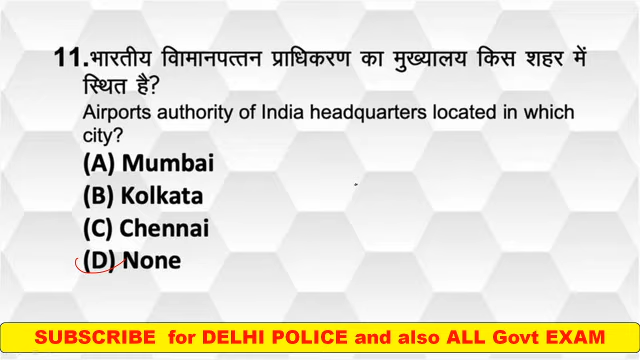 11.भारतीय विामानपत्तन प्राधिकरण का मुख्यालय किस शहर में
स्थित है?
Airports authority of India headquarters located in which
city?
(A) Mumbai
(B) Kolkata
(C) Chennai
(D) None
SUBSCRIBE for DELHI POLICE and also ALL Govt EXAM